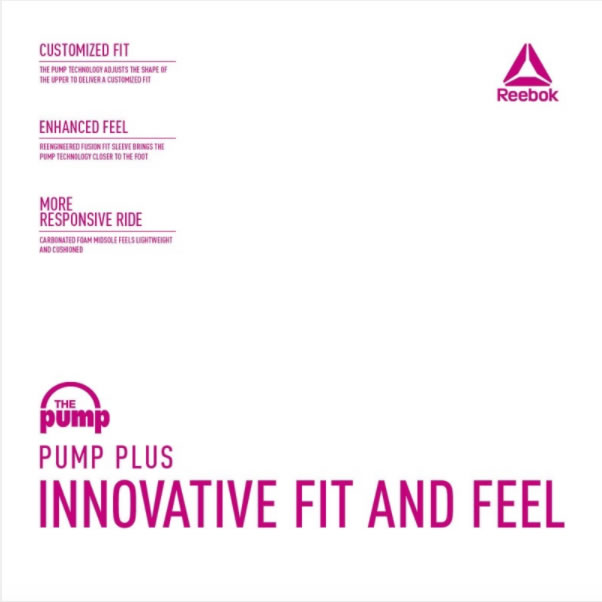 CUSTOMIZED FIT
THE PUMP TECHNOLOGY ADJUSTS THE SHAPE OF
THE UPPER TO DELIVER A CUSTOMIZED FIT
Reebok
ENHANCED FEEL
REENGINEERED FUSION FIT SLEEVE BRINGS THE
PUMP TECHNOLOGY CLOSER TO THE FOOT
MORE
RESPONSIVE RIDE
CARBONATED FOAM MIDSOLE FEELS LIGHTWEIGHT
AND CUSHIONED
THE
pump
PUMP PLUS
INNOVATIVE FIT AND FEEL